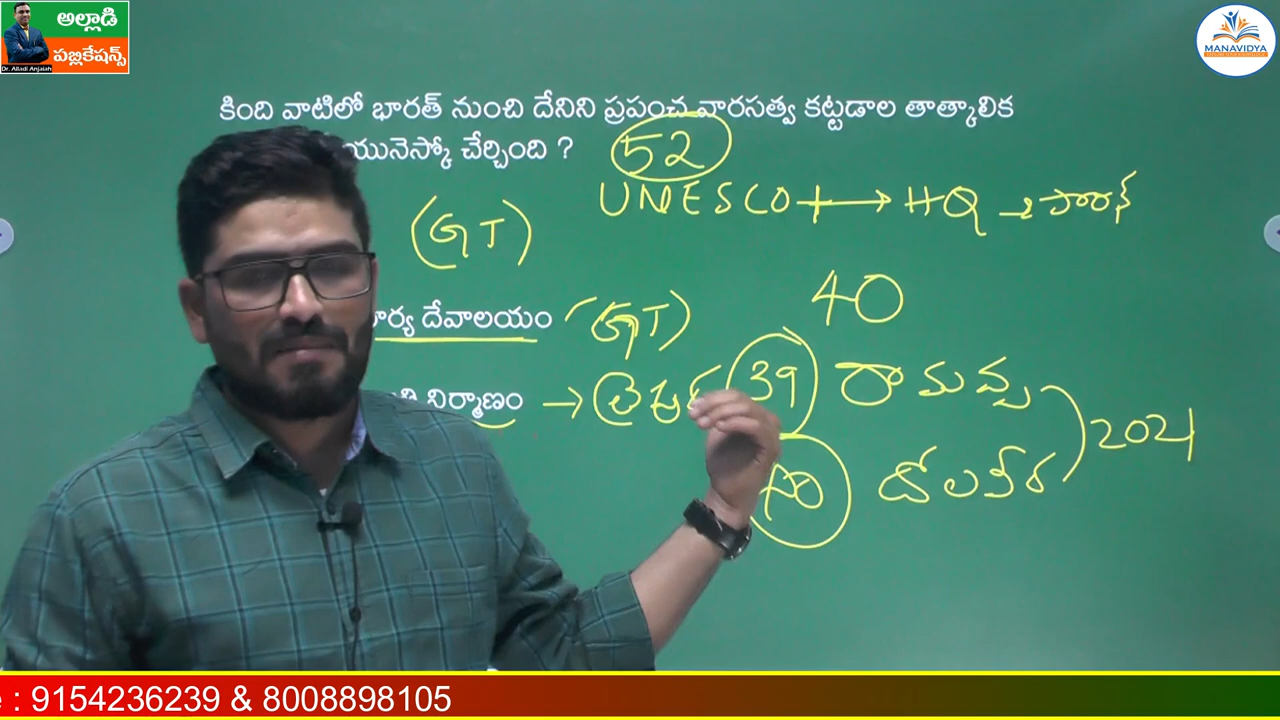 అల్లాడి
పబ్లికేషన్స్
Dr. Alladi Anjaiah
MANAVIDYA
కింది వాటిలో భారత్ నుంచి దేనిని ప్రపంచ వారసత్వ కట్టడాల తాత్కాలిక
యునెస్కో చేర్చింది ?
52
UNESCO → HQ →
(GT)
40
దేవాలయం (GT)
నిర్మాణం → 39 రామప్ప
2021
40 దోలవీర
: 9154236239 & 8008898105